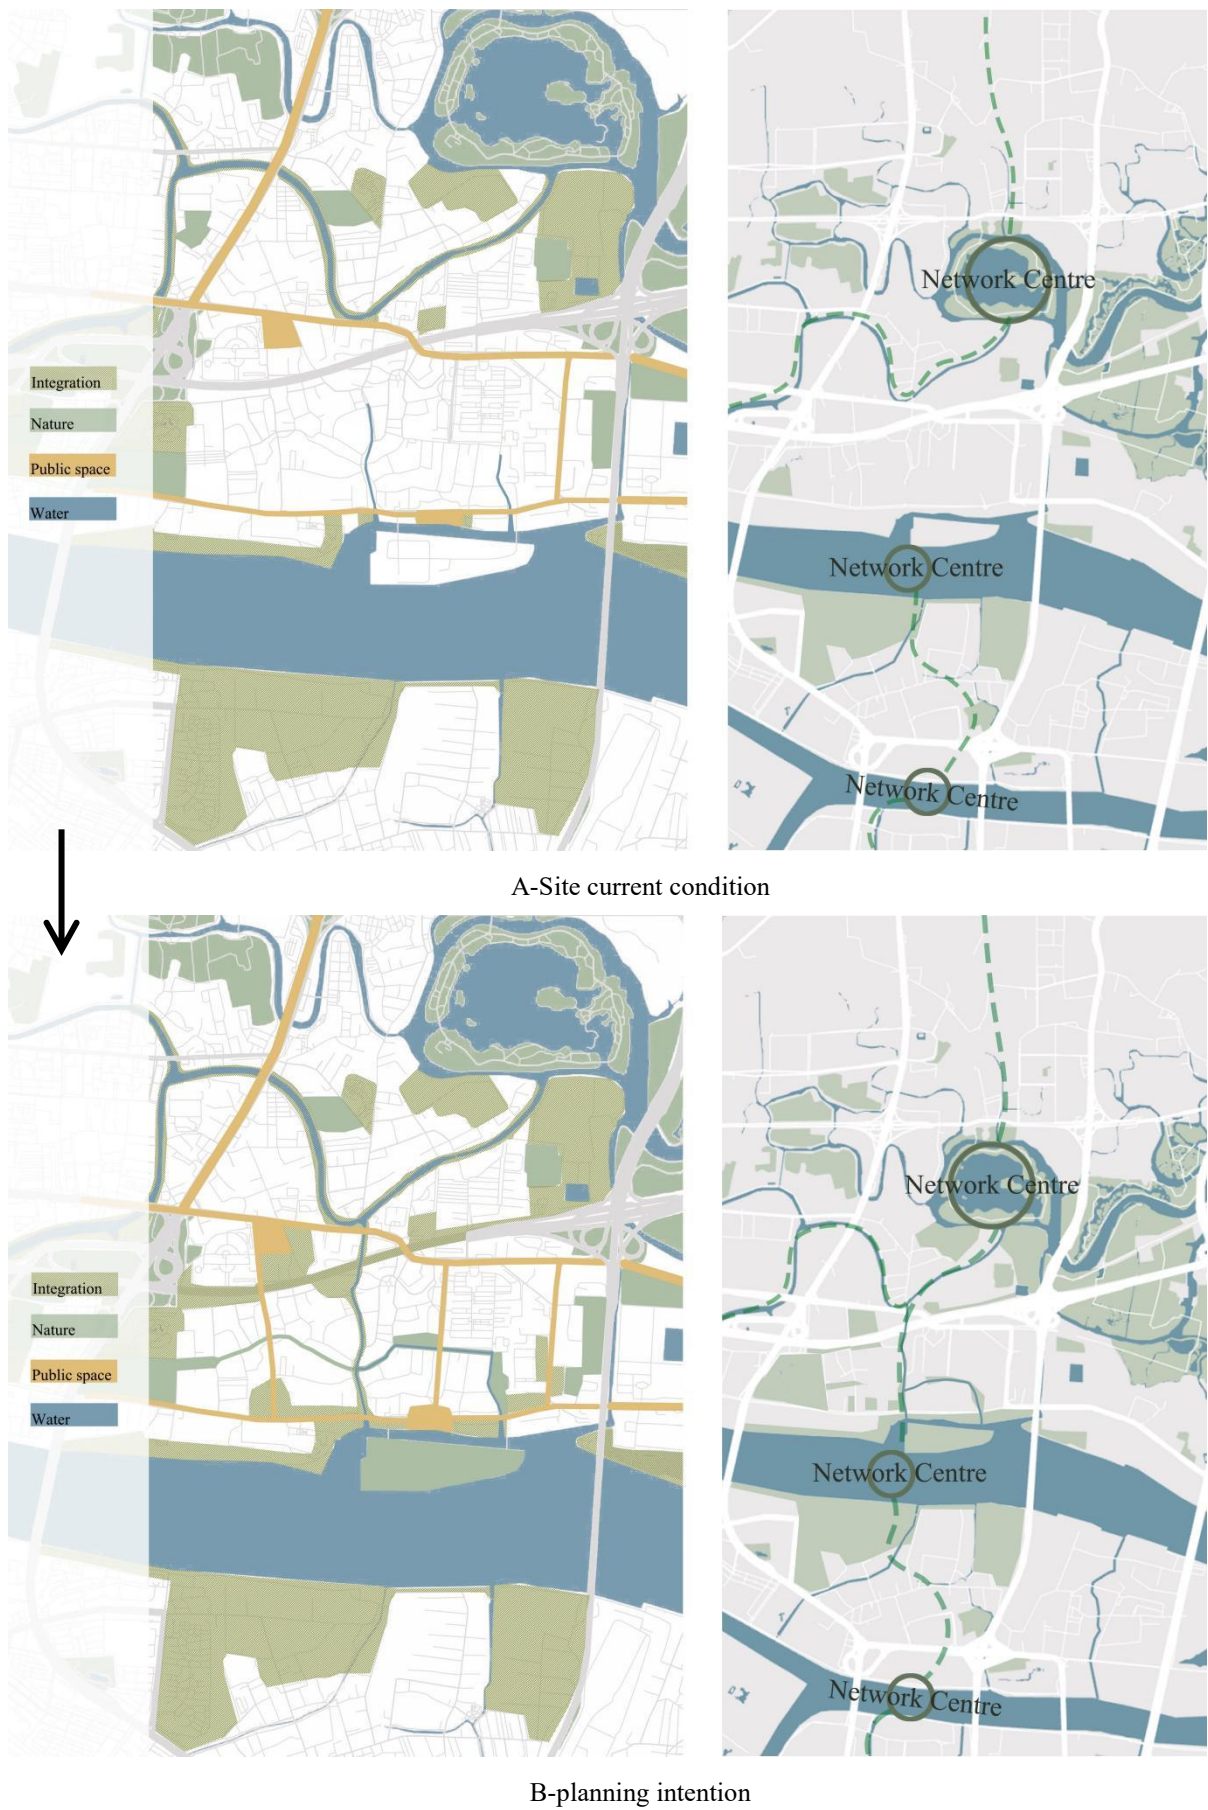 Integration
Nature
Public space
Water
Network Centre
Network Centre
Network Centre
A-Site current condition
Integration
Nature
Public space
Water
Network Centre
Network Centre
Network Centre
B-planning intention